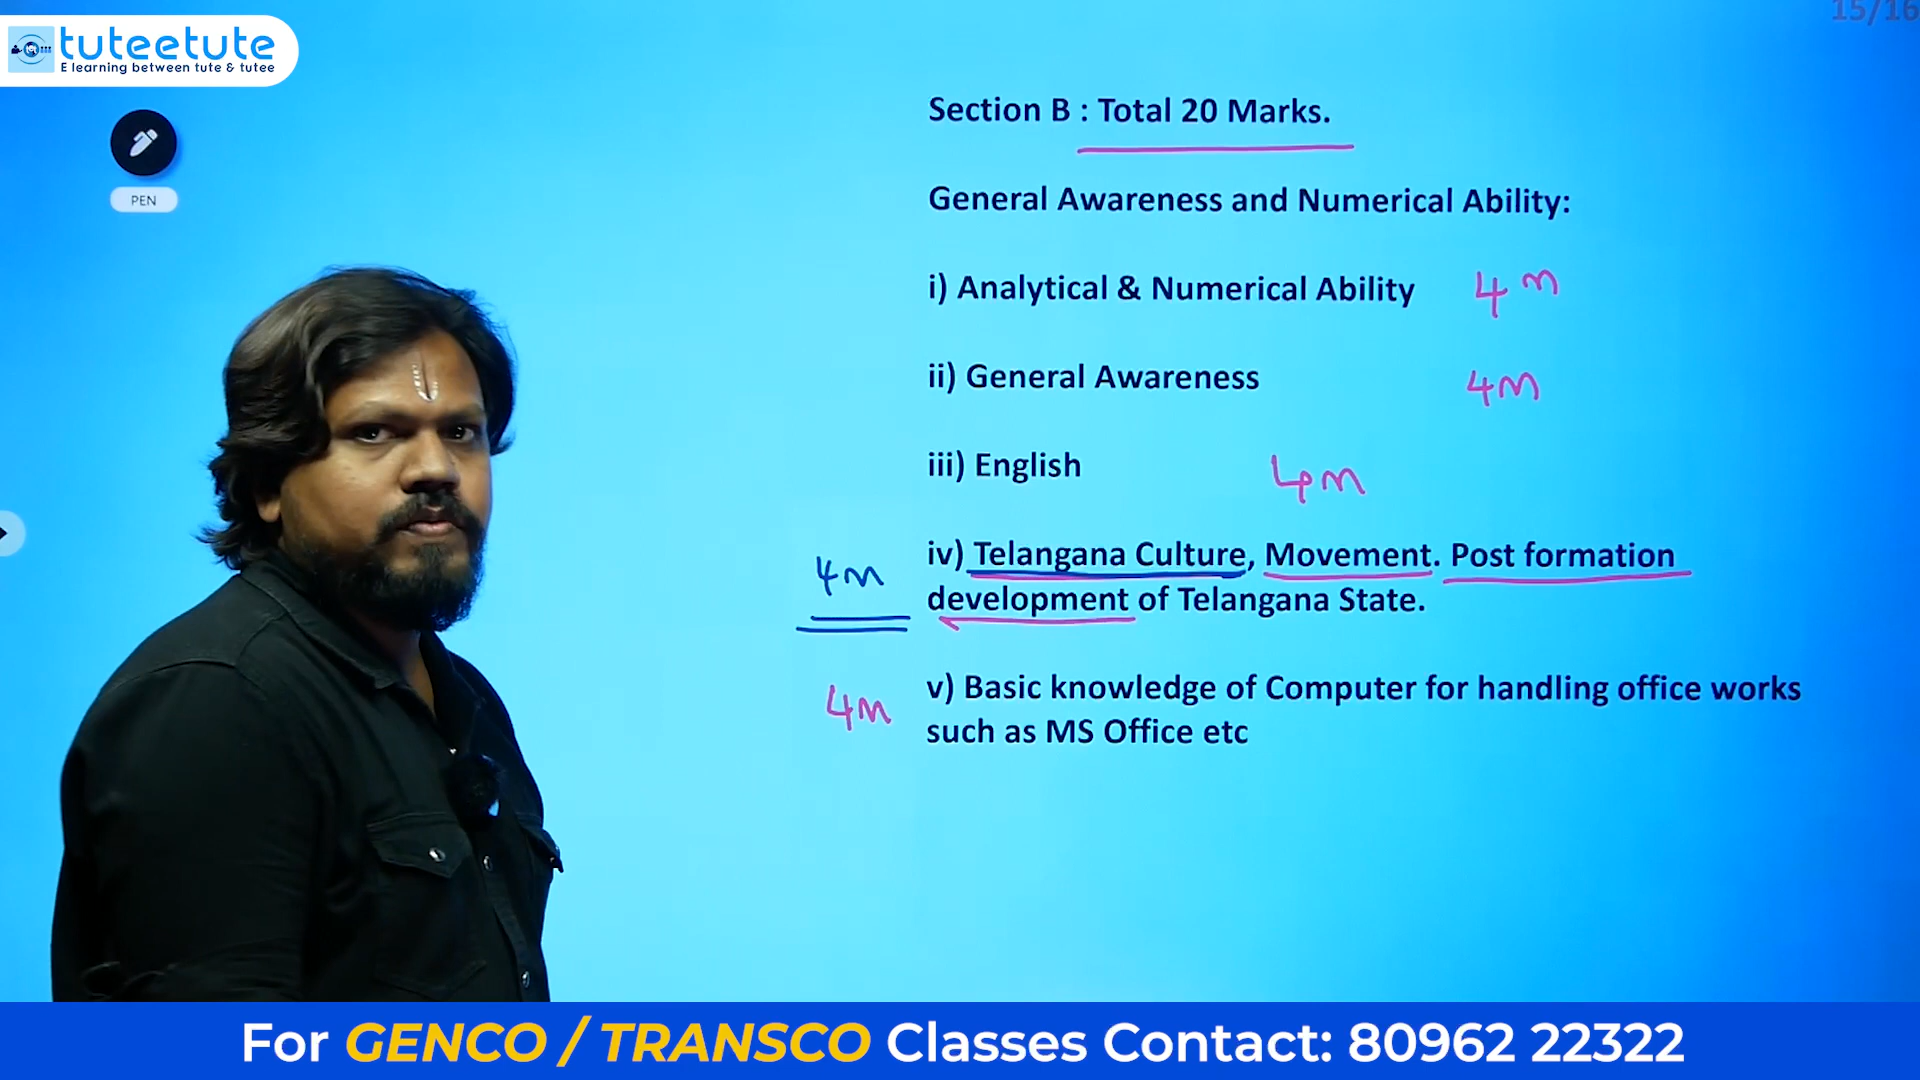 15/16
tuteetute
E learning between tute & tutee
PEN
Section B : Total 20 Marks.
General Awareness and Numerical Ability:
i) Analytical & Numerical Ability 4 m
ii) General Awareness 4m
iii) English 4m
4m iv) Telangana Culture, Movement. Post formation
development of Telangana State.
4m v) Basic knowledge of Computer for handling office works
such as MS Office etc
For GENCO / TRANSCO Classes Contact: 80962 22322